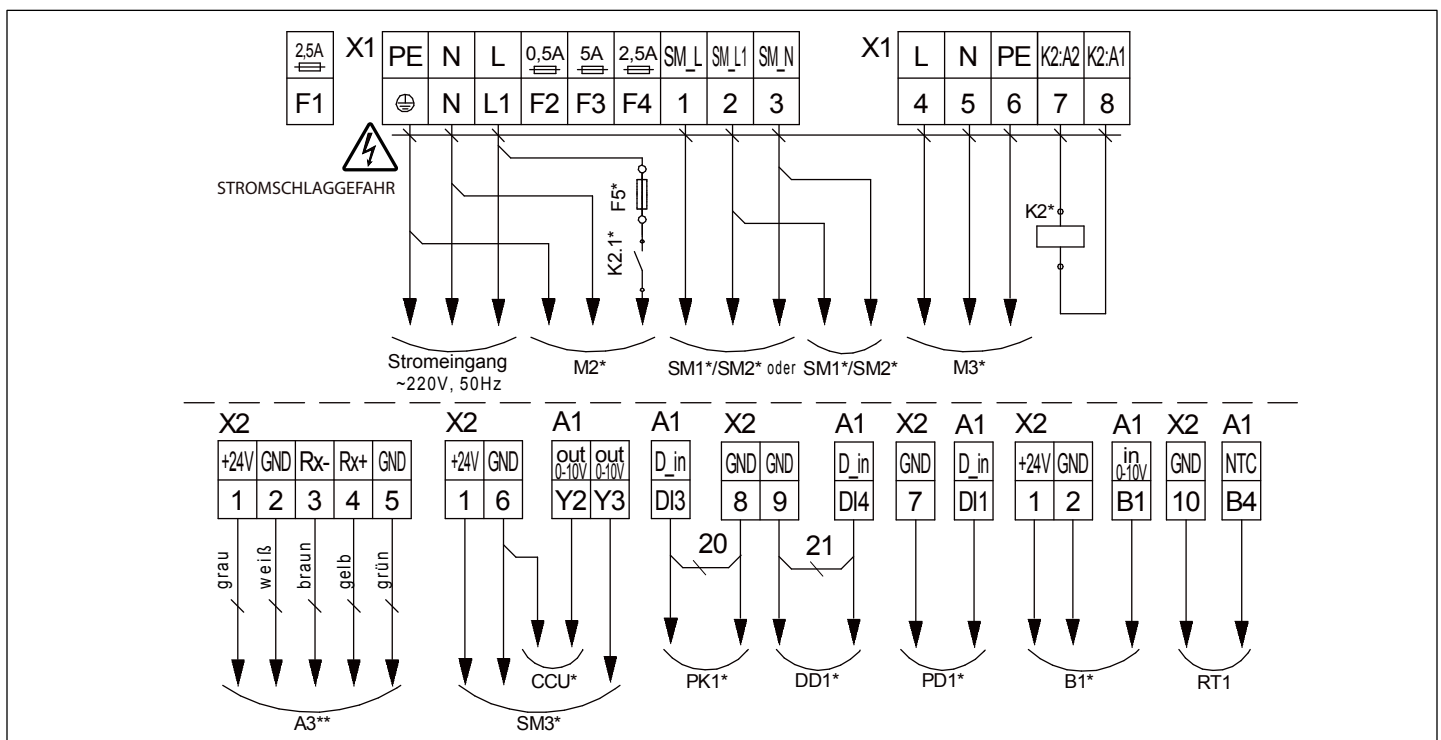 2,5A X1 PE N L 0,5A 5A 2,5A SM_L SM_L1 SM_N X1 L N PE K2:A2 K2:A1
F1 N L1 F2 F3 F4 1 2 3 4 5 6 7 8
STROMSCHLAGGEFAHR
F5*
K2.1*
K2*
Stromeingang
~220V, 50Hz
M2* SM1*/SM2* oder SM1*/SM2* M3*
X2 X2 A1 A1 X2 A1 X2 A1 X2 A1 X2 A1
+24V GND Rx- Rx+ GND +24V GND out 0-10V out 0-10V D_in GND GND D_in GND D_in +24V GND in 0-10V GND NTC
1 2 3 4 5 1 6 Y2 Y3 DI3 8 9 DI4 7 DI1 1 2 B1 10 B4
20 21
grau weiß braun gelb grün
CCU* PK1* DD1* PD1* B1* RT1
A3** SM3*